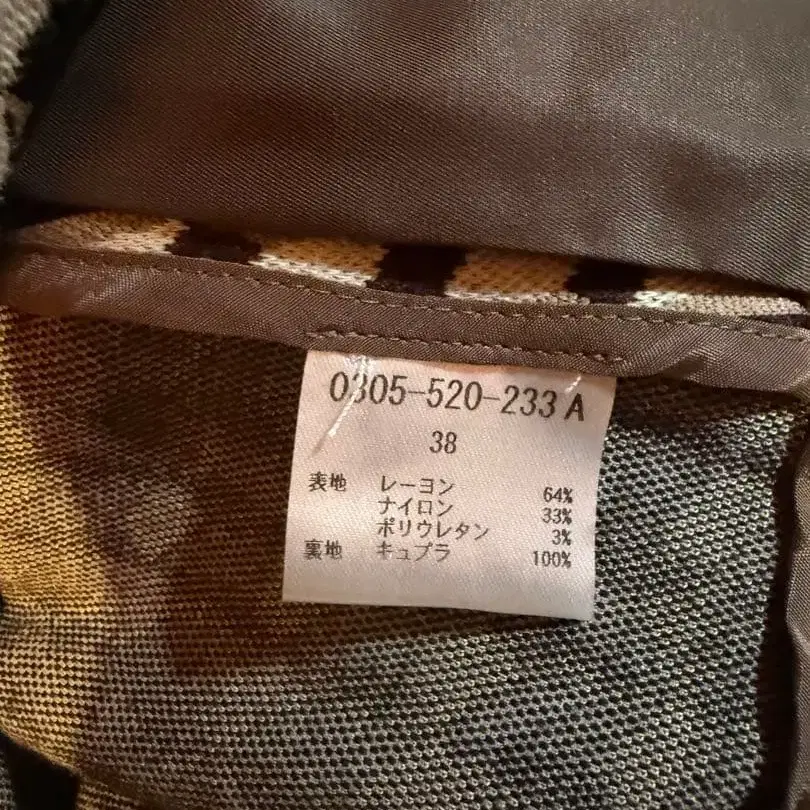 0305-520-233 A
38
表地 レーヨン 64%
ナイロン 33%
ポリウレタン 3%
裏地 キュプラ 100%